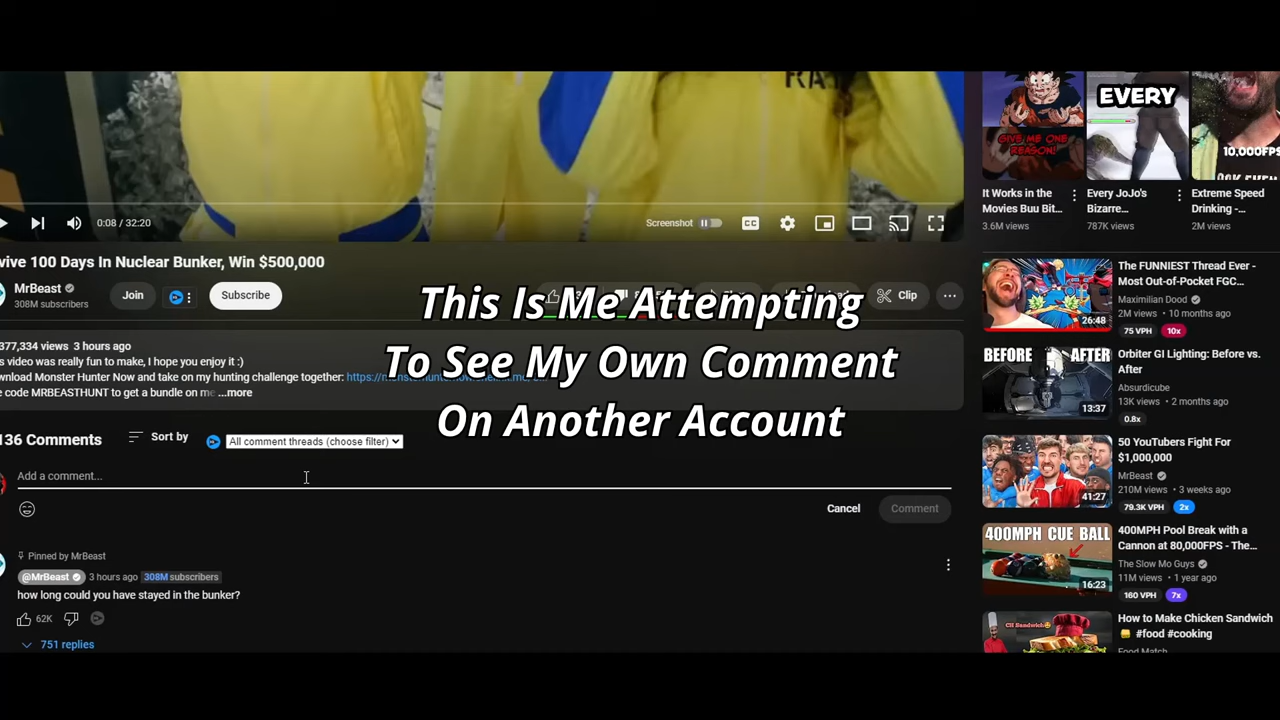 0:08 / 32:20
Screenshot
CC
vive 100 Days In Nuclear Bunker, Win $500,000
MrBeast
308M subscribers
Join
Subscribe
Clip
This Is Me Attempting
To See My Own Comment
On Another Account
377,334 views 3 hours ago
s video was really fun to make, I hope you enjoy it :)
wnload Monster Hunter Now and take on my hunting challenge together:
e code MRBEASTHUNT to get a bundle on me ...more
136 Comments
Sort by
All comment threads (choose filter)
Add a comment...
Cancel
Comment
Pinned by MrBeast
@MrBeast 3 hours ago 308M subscribers
how long could you have stayed in the bunker?
62K
751 replies
GIVE ME ONE
REASON!
EVERY
10,000FPS
It Works in the
Movies Buu Bit...
3.6M views
Every JoJo's
Bizarre...
787K views
Extreme Speed
Drinking -...
2M views
26:48
The FUNNIEST Thread Ever -
Most Out-of-Pocket FGC...
Maximilian Dood
2M views • 10 months ago
75 VPH 10x
BEFORE AFTER
13:37
Orbiter GI Lighting: Before vs.
After
Absurdicube
13K views • 2 months ago
0.8x
41:27
50 YouTubers Fight For
$1,000,000
MrBeast
210M views • 3 weeks ago
79.3K VPH 2x
400MPH CUE BALL
16:23
400MPH Pool Break with a
Cannon at 80,000FPS - The...
The Slow Mo Guys
11M views • 1 year ago
160 VPH 7x
How to Make Chicken Sandwich
#food #cooking
Food Match